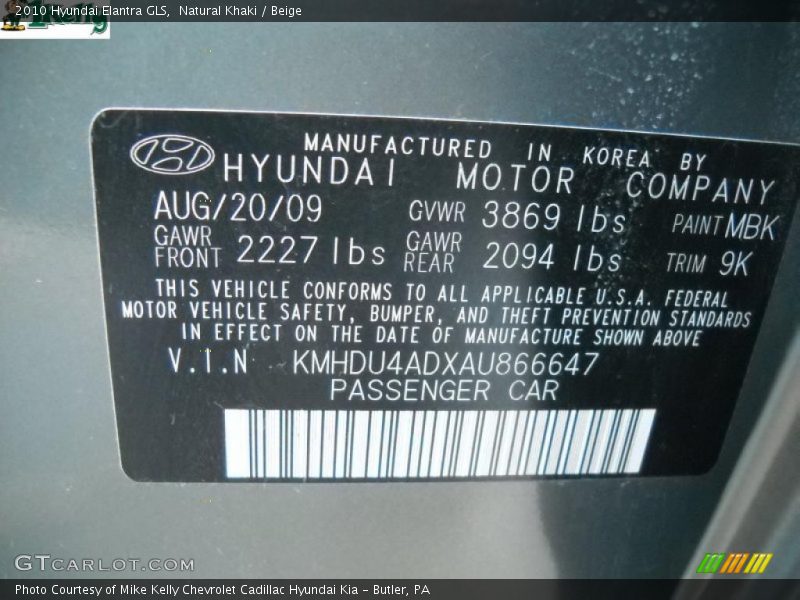 2010 Hyundai Elantra GLS, Natural Khaki / Beige
Kelly
MANUFACTURED IN KOREA BY
HYUNDAI MOTOR COMPANY
AUG/20/09 GVWR 3869 lbs PAINT MBK
GAWR FRONT 2227 lbs GAWR REAR 2094 lbs TRIM 9K
THIS VEHICLE CONFORMS TO ALL APPLICABLE U.S.A. FEDERAL
MOTOR VEHICLE SAFETY, BUMPER, AND THEFT PREVENTION STANDARDS
IN EFFECT ON THE DATE OF MANUFACTURE SHOWN ABOVE
V.I.N KMHDU4ADXAU866647
PASSENGER CAR
GTCARLOT.COM
Photo Courtesy of Mike Kelly Chevrolet Cadillac Hyundai Kia – Butler, PA